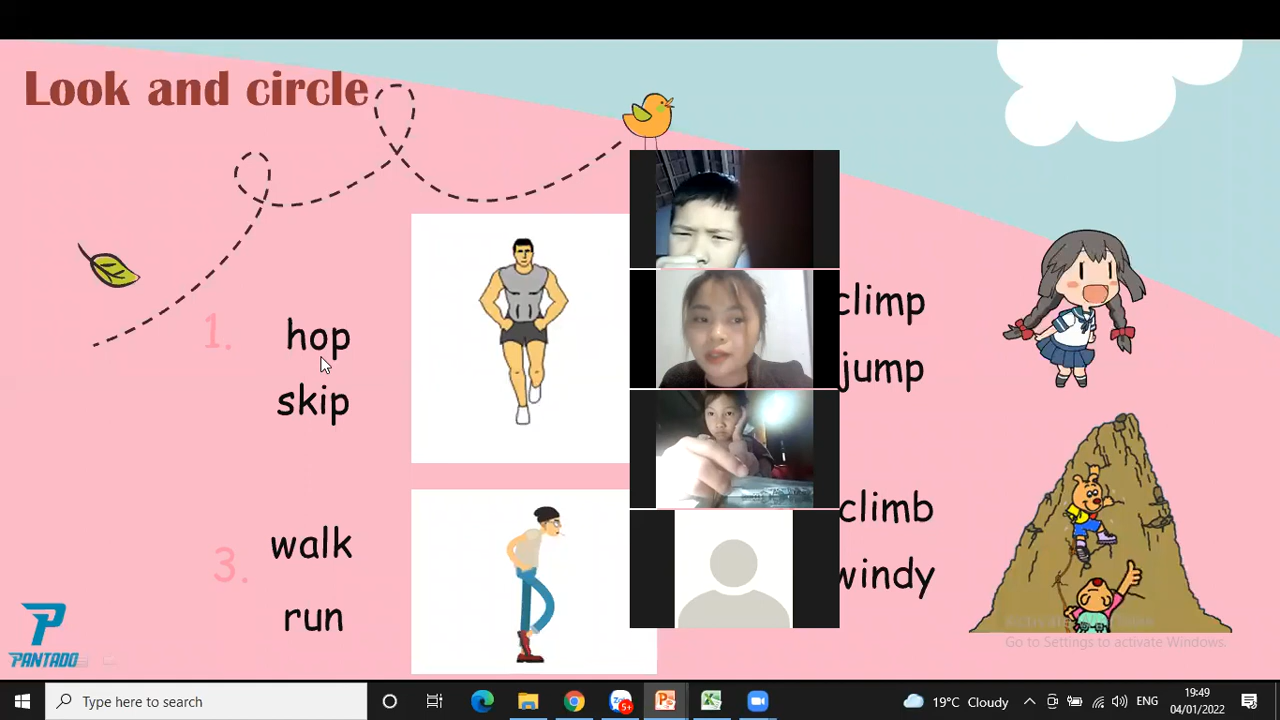 Look and circle
1. hop
skip
climp
jump
3. walk
run
climb
windy
PANTADO
Go to Settings to activate Windows.
Type here to search
5+
19°C Cloudy
ENG
19:49
04/01/2022